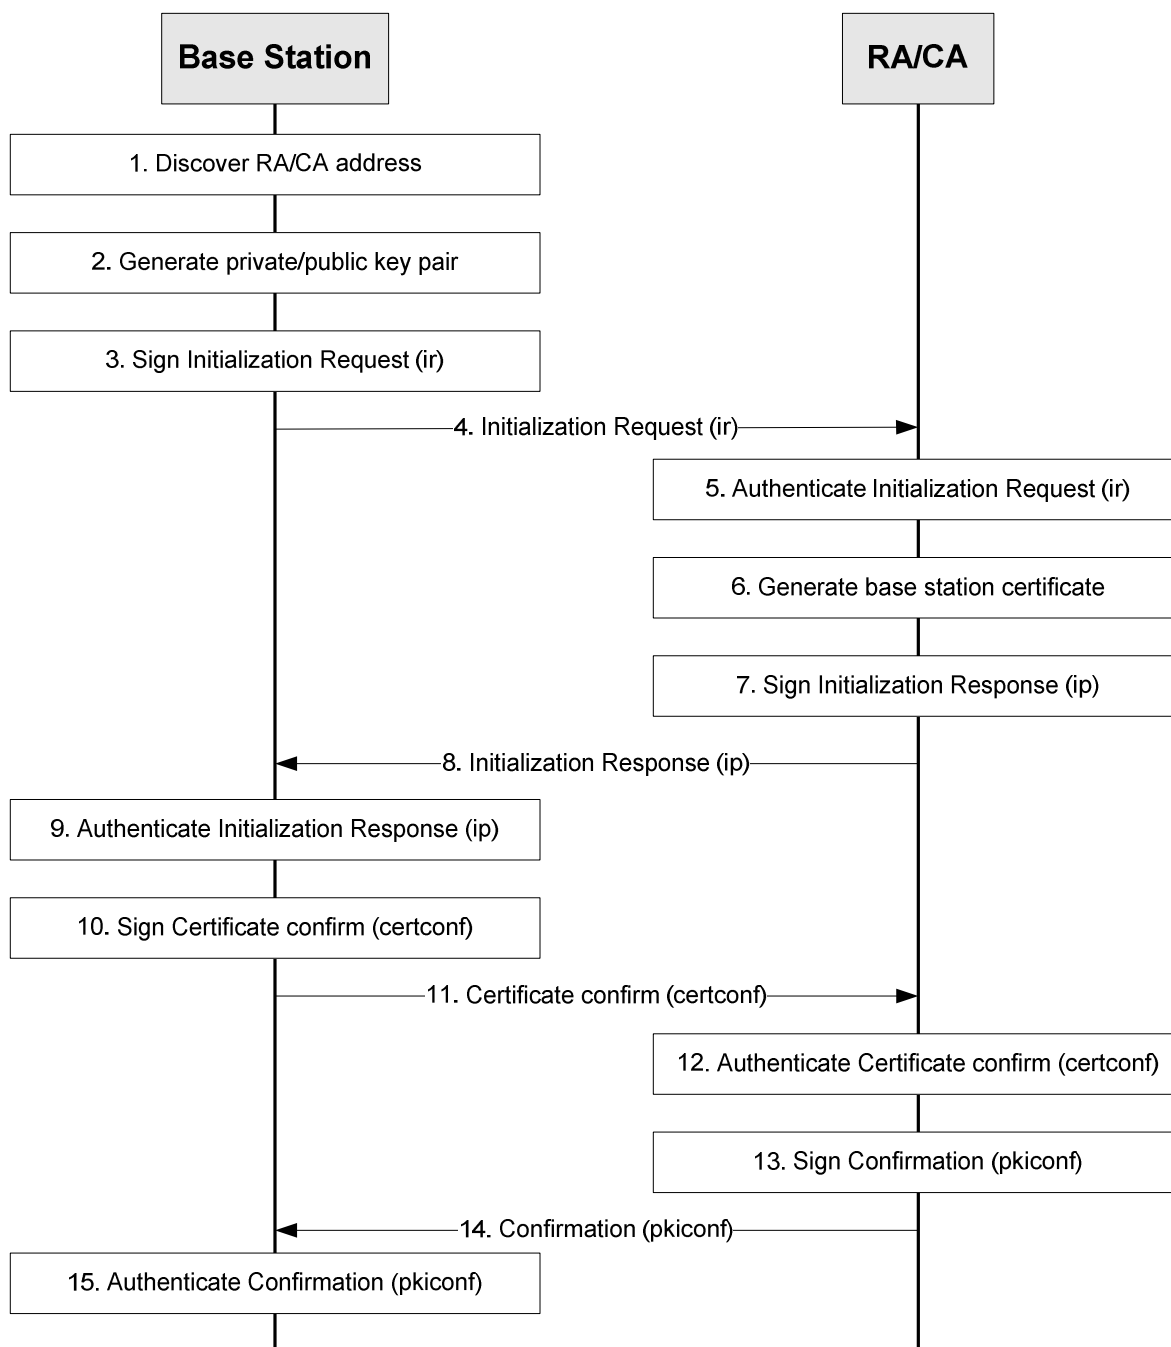 Base Station
RA/CA
1. Discover RA/CA address
2. Generate private/public key pair
3. Sign Initialization Request (ir)
4. Initialization Request (ir)
5. Authenticate Initialization Request (ir)
6. Generate base station certificate
7. Sign Initialization Response (ip)
8. Initialization Response (ip)
9. Authenticate Initialization Response (ip)
10. Sign Certificate confirm (certconf)
11. Certificate confirm (certconf)
12. Authenticate Certificate confirm (certconf)
13. Sign Confirmation (pkiconf)
14. Confirmation (pkiconf)
15. Authenticate Confirmation (pkiconf)